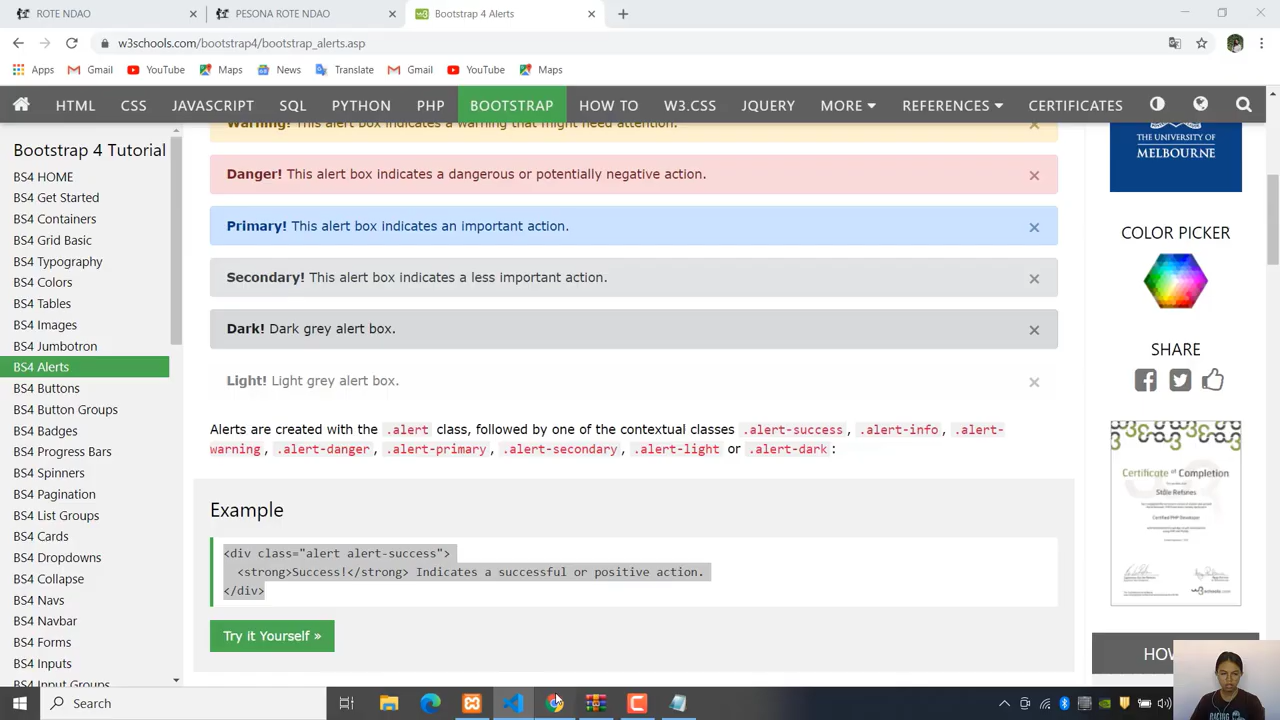 ROTE NDAO
PESONA ROTE NDAO
Bootstrap 4 Alerts
w3schools.com/bootstrap4/bootstrap_alerts.asp
Apps Gmail YouTube Maps News Translate Gmail YouTube Maps
HTML CSS JAVASCRIPT SQL PYTHON PHP BOOTSTRAP HOW TO W3.CSS JQUERY MORE REFERENCES CERTIFICATES
Bootstrap 4 Tutorial
BS4 HOME
BS4 Get Started
BS4 Containers
BS4 Grid Basic
BS4 Typography
BS4 Colors
BS4 Tables
BS4 Images
BS4 Jumbotron
BS4 Alerts
BS4 Buttons
BS4 Button Groups
BS4 Badges
BS4 Progress Bars
BS4 Spinners
BS4 Pagination
BS4 List Groups
BS4 Cards
BS4 Dropdowns
BS4 Collapse
BS4 Navs
BS4 Navbar
BS4 Forms
BS4 Inputs
BS4 Input Groups
Warning! This alert box indicates a warning that might need attention.
Danger! This alert box indicates a dangerous or potentially negative action.
Primary! This alert box indicates an important action.
Secondary! This alert box indicates a less important action.
Dark! Dark grey alert box.
Light! Light grey alert box.
Alerts are created with the .alert class, followed by one of the contextual classes .alert-success, .alert-info, .alert-
warning, .alert-danger, .alert-primary, .alert-secondary, .alert-light or .alert-dark:
Example
<div class="alert alert-success">
<strong>Success!</strong> Indicates a successful or positive action.
</div>
Try it Yourself »
THE UNIVERSITY OF
MELBOURNE
COLOR PICKER
SHARE
Certificate of Completion
Ståle Refsnes
w3schools.com
Search